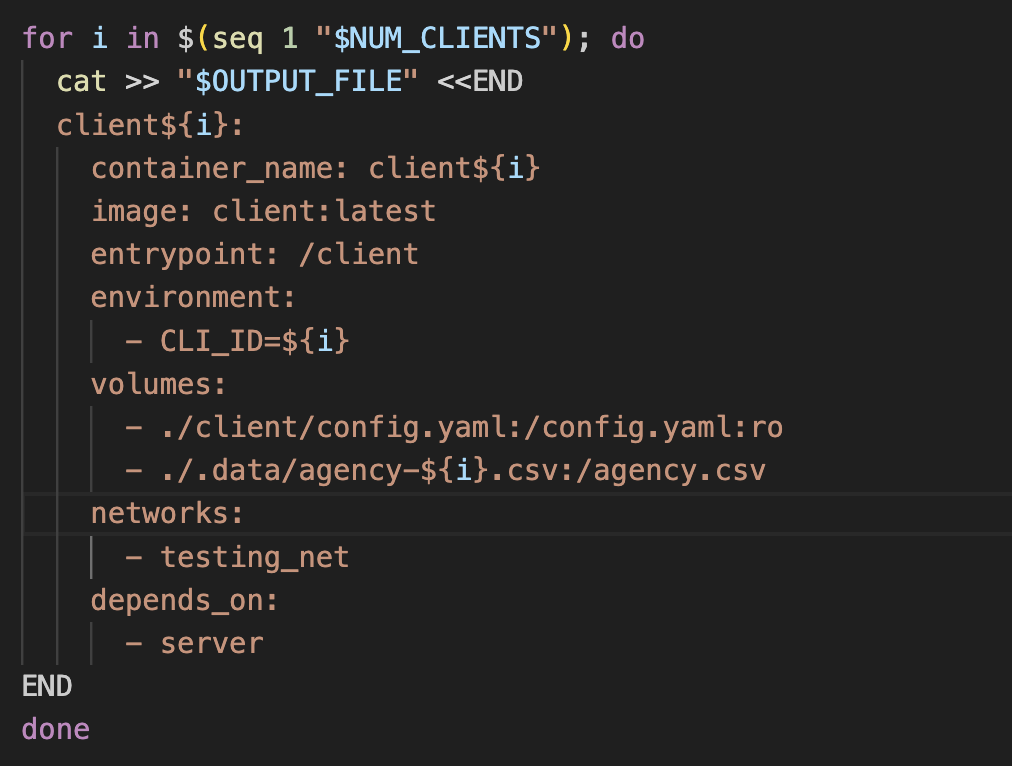 for i in $(seq 1 "$NUM_CLIENTS"); do
  cat >> "$OUTPUT_FILE" <<END
  client${i}:
    container_name: client${i}
    image: client:latest
    entrypoint: /client
    environment:
      - CLI_ID=${i}
    volumes:
      - ./client/config.yaml:/config.yaml:ro
      - ./.data/agency-${i}.csv:/agency.csv
    networks:
      - testing_net
    depends_on:
      - server
END
done